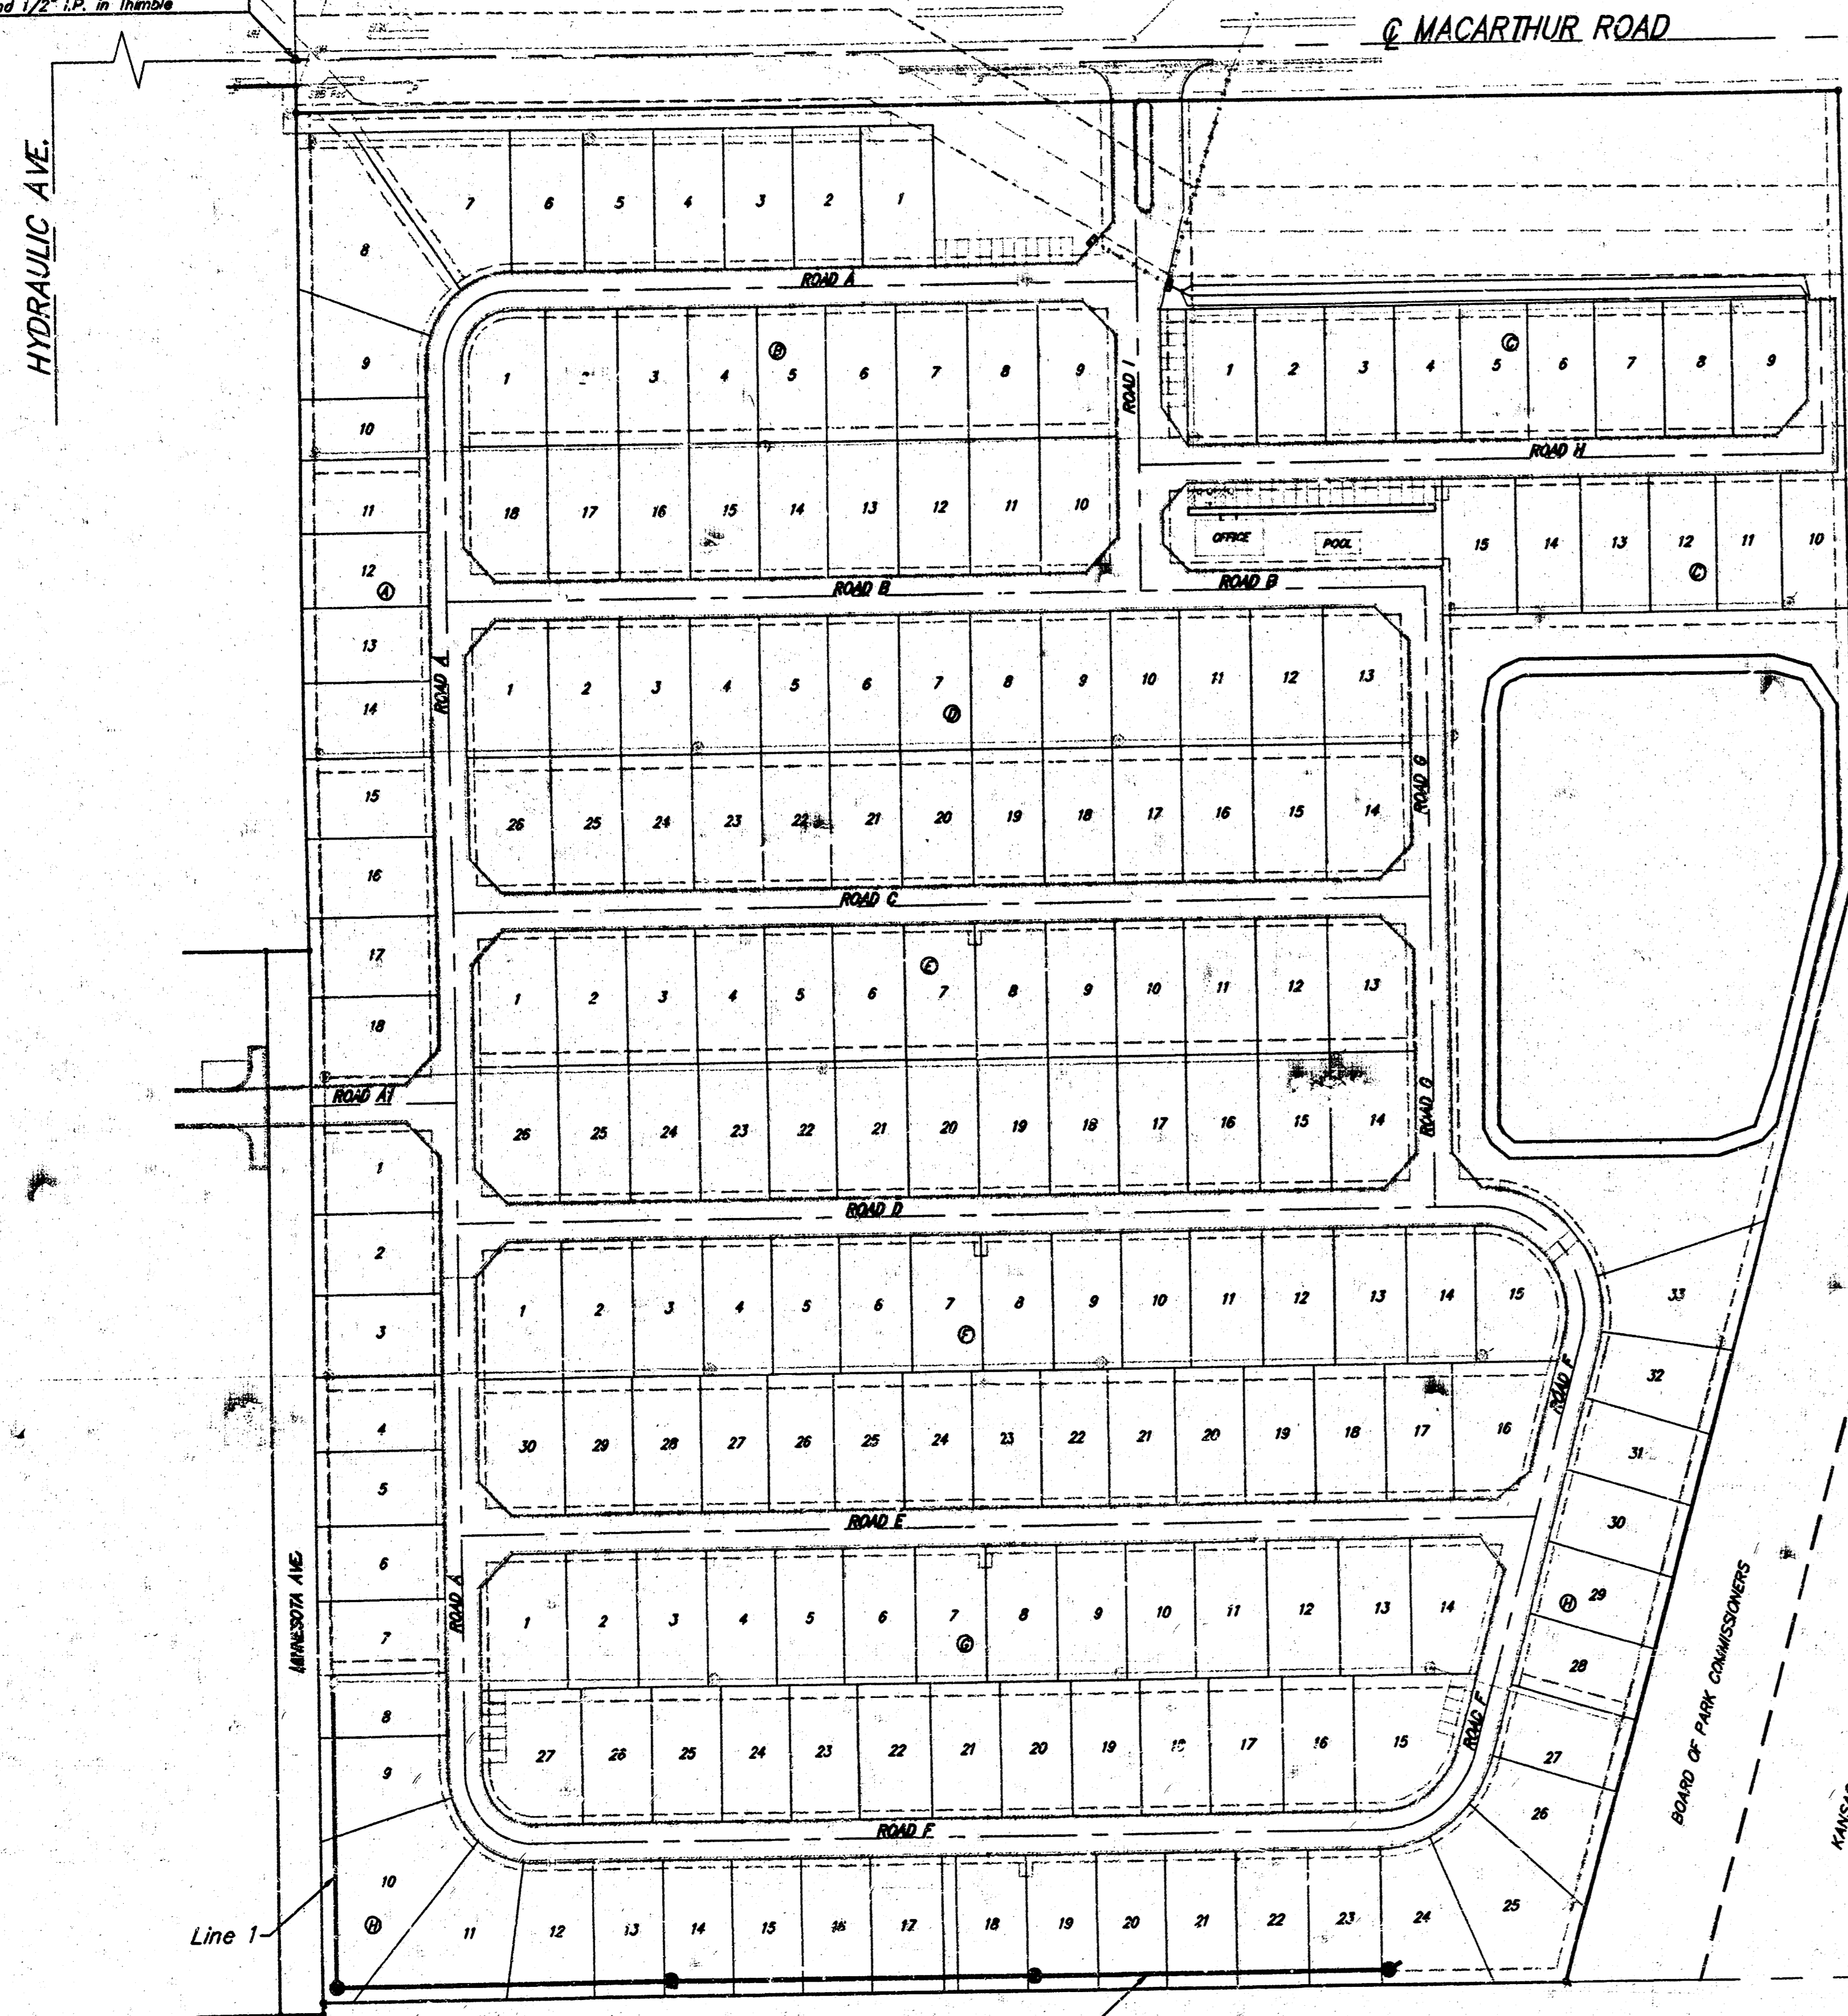 nd 1/2" I.P. in Thimble
℄ MACARTHUR ROAD
HYDRAULIC AVE.
7 6 5 4 3 2 1
8
ROAD A
9
1 3 4 5 6 7 8 9
B
ROAD I
1 2 3 4 5 6 7 8 9
C
10
ROAD H
11
18 17 16 15 14 13 12 11 10
OFFICE
POOL
15 14 13 12 11 10
C
12
A
ROAD B
ROAD B
13
ROAD A
14
1 2 3 4 5 6 7 8 9 10 11 12 13
D
15
ROAD G
26 25 24 23 22 21 20 19 18 17 16 15 14
16
ROAD C
17
E
1 2 3 4 5 6 7 8 9 10 11 12 13
18
ROAD A1
ROAD G
26 25 24 23 22 21 20 19 18 17 16 15 14
1
ROAD D
2
1 2 3 4 5 6 7 8 9 10 11 12 13 14 15
33
3
F
ROAD F
32
4
30 29 28 27 26 25 24 23 22 21 20 19 18 17 16
31
5
ROAD E
30
6
MINNESOTA AVE.
ROAD A
1 2 3 4 5 6 7 8 9 10 11 12 13 14
H
29
7
G
28
BOARD OF PARK COMMISSIONERS
8
ROAD F
27 26 25 24 23 22 21 20 19 18 17 16 15
27
9
26
KANSAS
ROAD F
10
H
Line 1
11 12 13 14 15 16 17 18 19 20 21 22 23 24 25